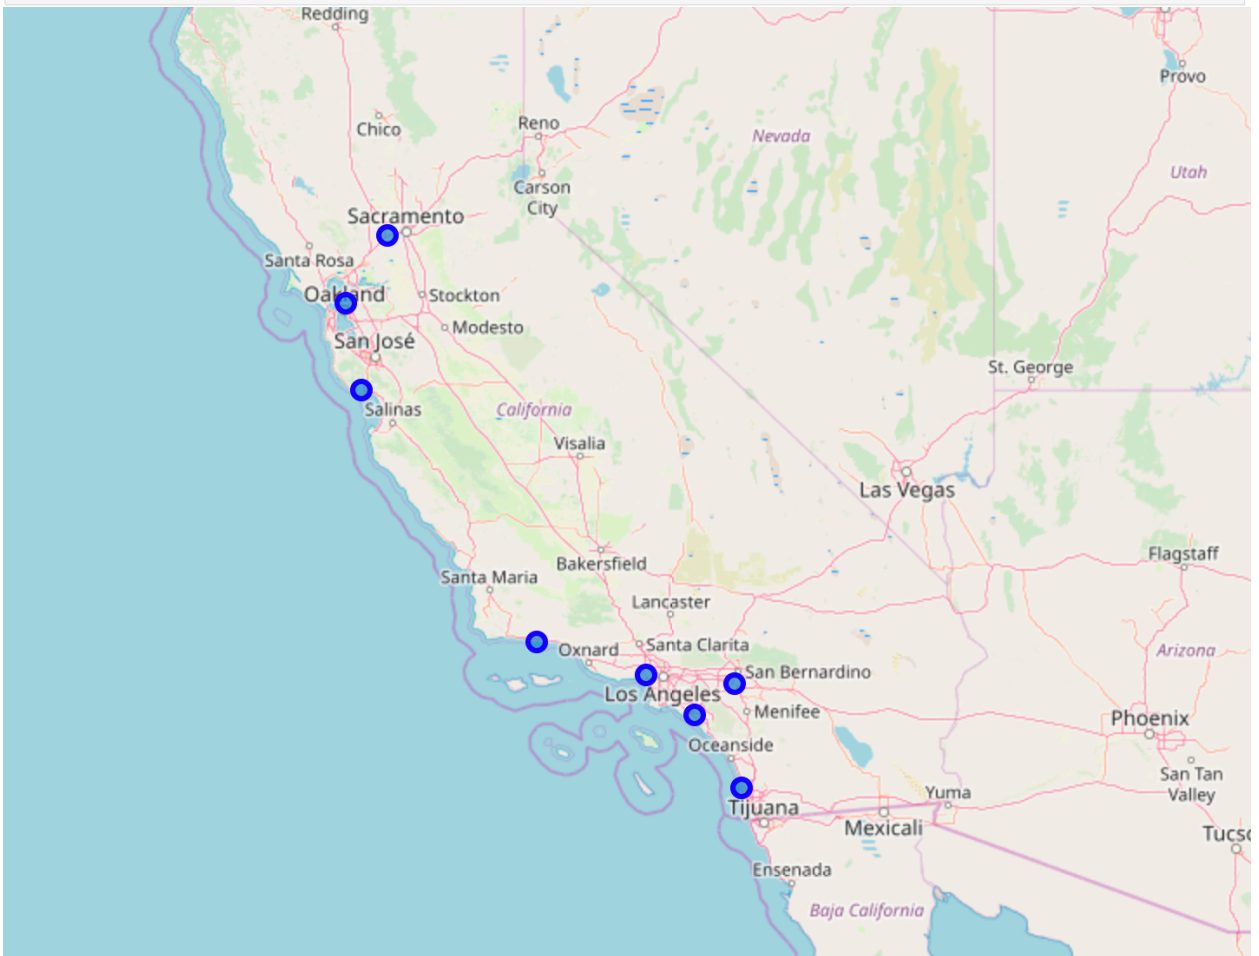 Redding
Provo
Chico
Reno
Nevada
Utah
Carson
City
Sacramento
Santa Rosa
Oakland
Stockton
Modesto
San José
St. George
Salinas
California
Visalia
Las Vegas
Bakersfield
Flagstaff
Santa Maria
Lancaster
Oxnard
Santa Clarita
Arizona
San Bernardino
Los Angeles
Menifee
Phoenix
Oceanside
San Tan
Valley
Yuma
Tijuana
Mexicali
Tucs
Ensenada
Baja California